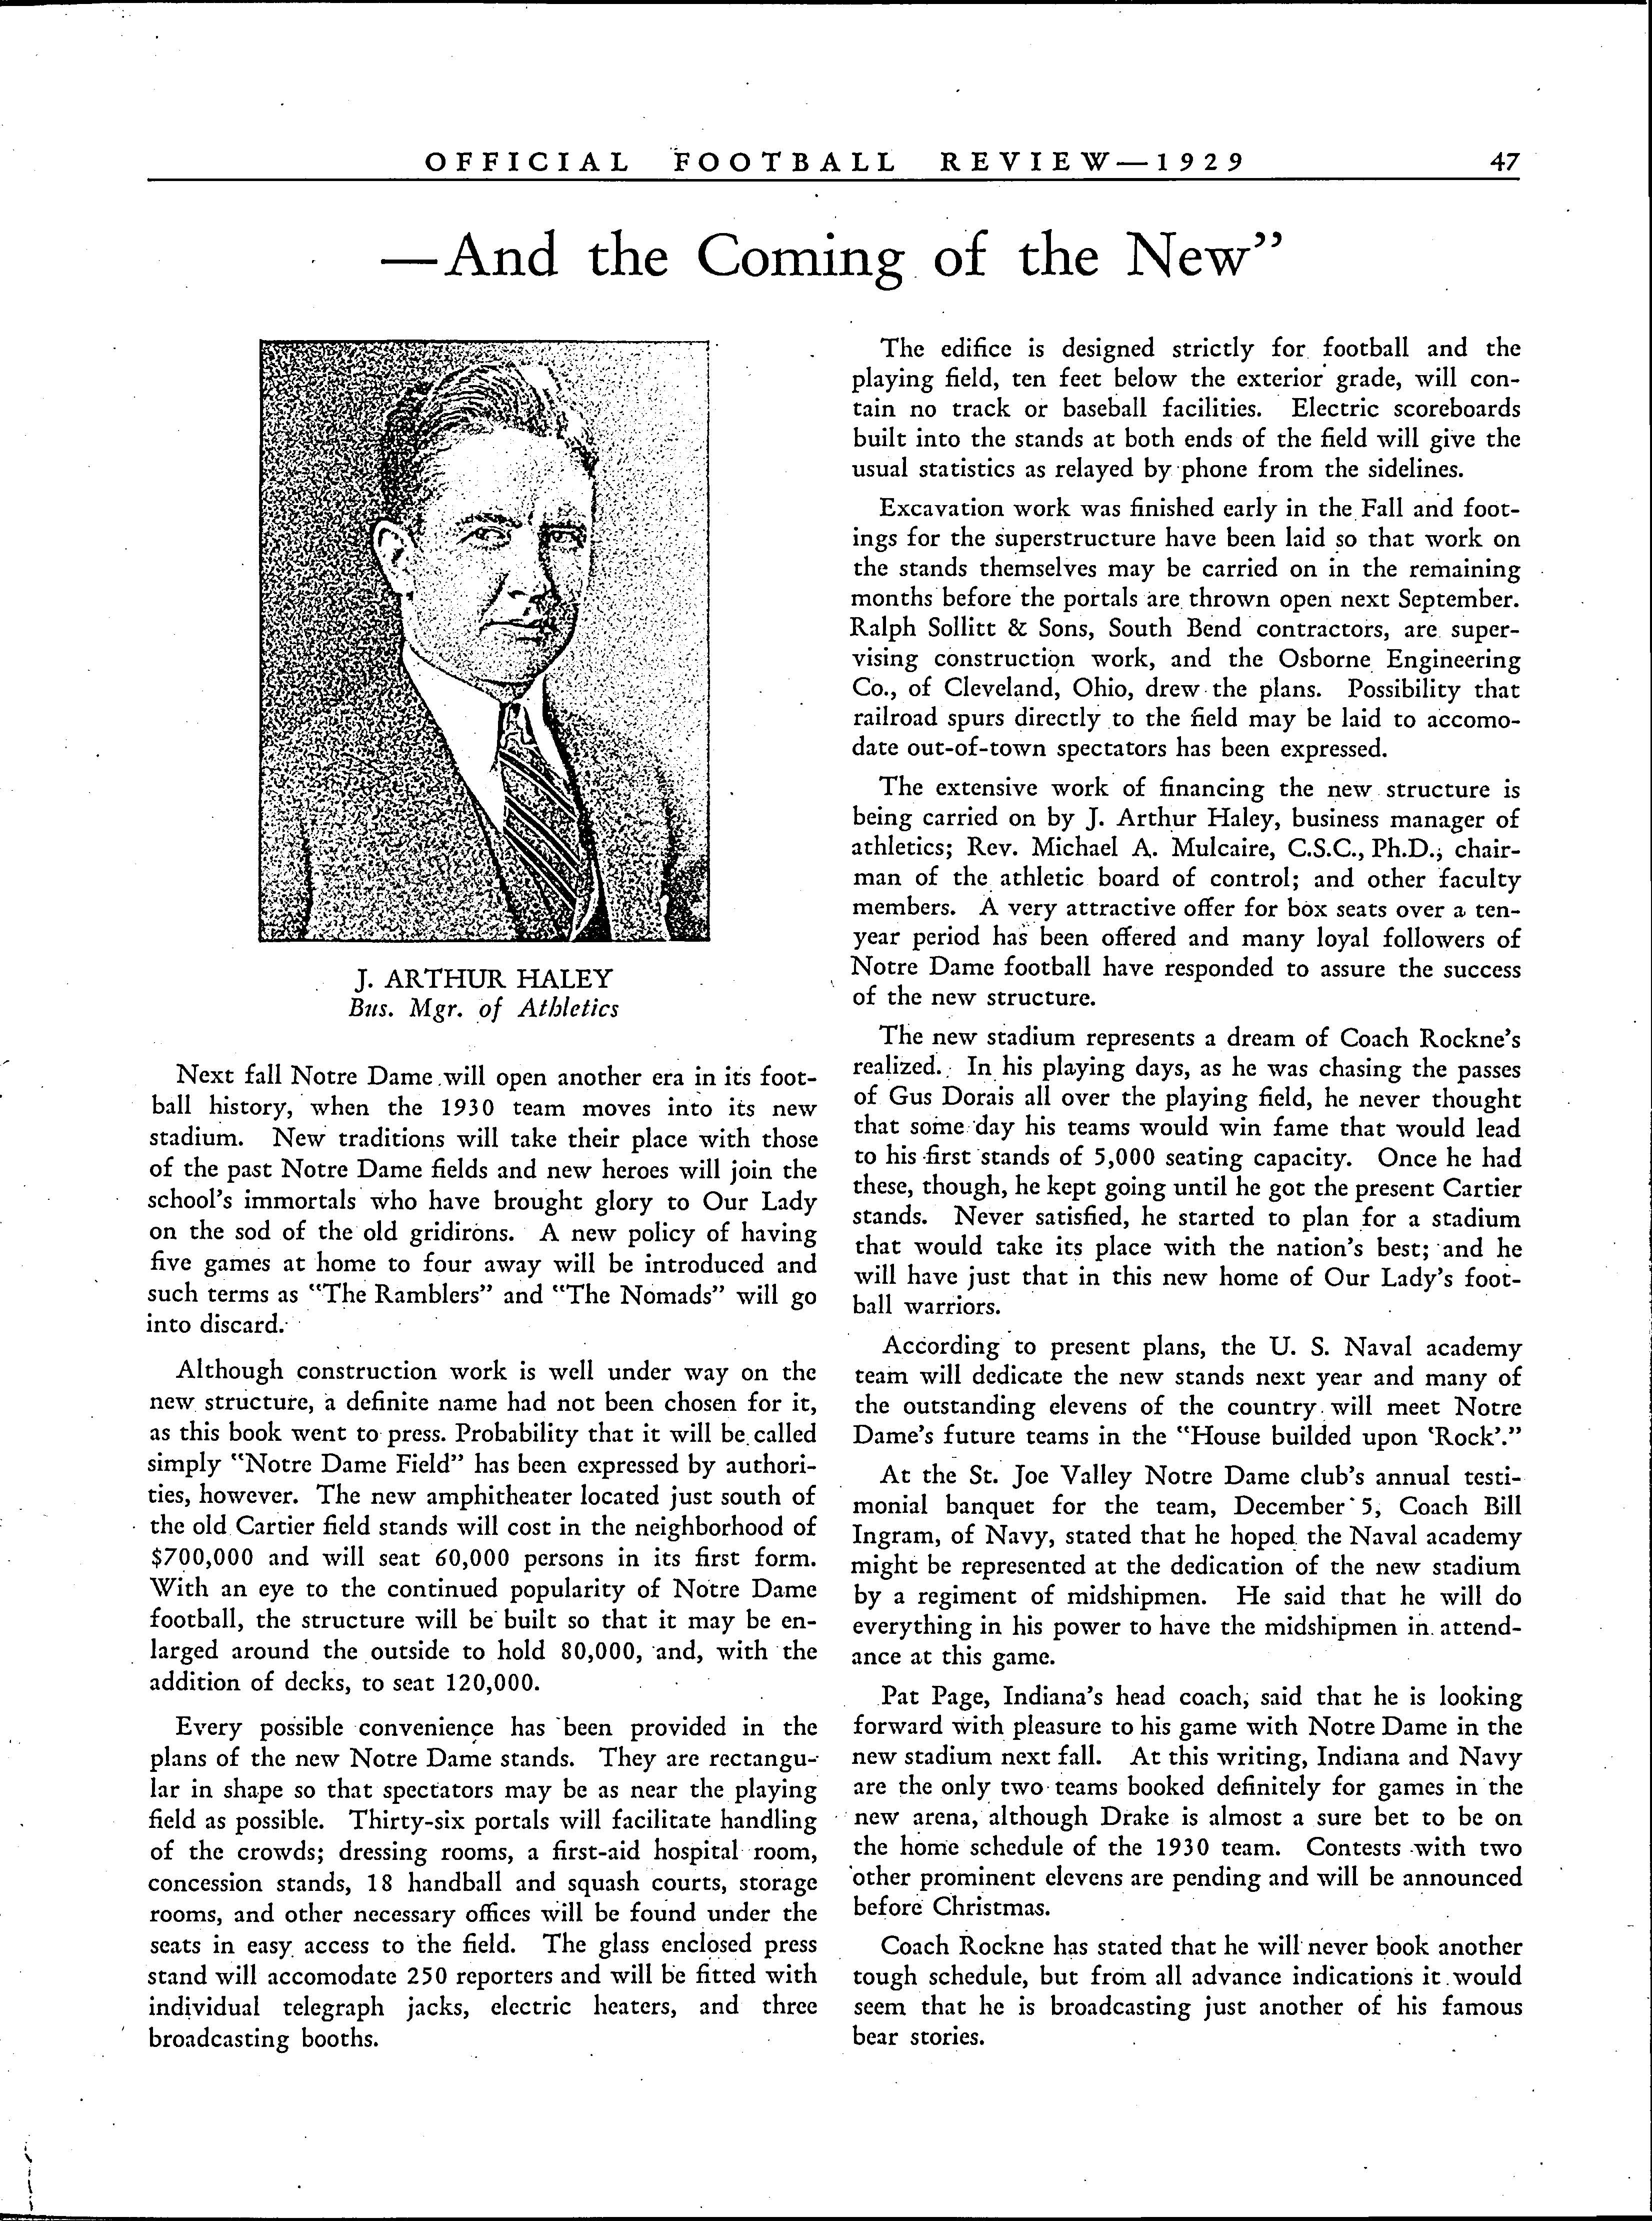 OFFICIAL FOOTBALL REVIEW—1929 47
—And the Coming of the New”
J. ARTHUR HALEY
Bus. Mgr. of Athletics
Next fall Notre Dame will open another era in its foot-
ball history, when the 1930 team moves into its new
stadium. New traditions will take their place with those
of the past Notre Dame fields and new heroes will join the
school’s immortals who have brought glory to Our Lady
on the sod of the old gridirons. A new policy of having
five games at home to four away will be introduced and
such terms as “The Ramblers” and “The Nomads” will go
into discard.
Although construction work is well under way on the
new structure, a definite name had not been chosen for it,
as this book went to press. Probability that it will be called
simply “Notre Dame Field” has been expressed by authori-
ties, however. The new amphitheater located just south of
the old Cartier field stands will cost in the neighborhood of
$700,000 and will seat 60,000 persons in its first form.
With an eye to the continued popularity of Notre Dame
football, the structure will be built so that it may be en-
larged around the outside to hold 80,000, and, with the
addition of decks, to seat 120,000.
Every possible convenience has been provided in the
plans of the new Notre Dame stands. They are rectangu-
lar in shape so that spectators may be as near the playing
field as possible. Thirty-six portals will facilitate handling
of the crowds; dressing rooms, a first-aid hospital room,
concession stands, 18 handball and squash courts, storage
rooms, and other necessary offices will be found under the
seats in easy access to the field. The glass enclosed press
stand will accomodate 250 reporters and will be fitted with
individual telegraph jacks, electric heaters, and three
broadcasting booths.
The edifice is designed strictly for football and the
playing field, ten feet below the exterior grade, will con-
tain no track or baseball facilities. Electric scoreboards
built into the stands at both ends of the field will give the
usual statistics as relayed by phone from the sidelines.
Excavation work was finished early in the Fall and foot-
ings for the superstructure have been laid so that work on
the stands themselves may be carried on in the remaining
months before the portals are thrown open next September.
Ralph Sollitt & Sons, South Bend contractors, are super-
vising construction work, and the Osborne Engineering
Co., of Cleveland, Ohio, drew the plans. Possibility that
railroad spurs directly to the field may be laid to accomo-
date out-of-town spectators has been expressed.
The extensive work of financing the new structure is
being carried on by J. Arthur Haley, business manager of
athletics; Rev. Michael A. Mulcaire, C.S.C., Ph.D., chair-
man of the athletic board of control; and other faculty
members. A very attractive offer for box seats over a ten-
year period has been offered and many loyal followers of
Notre Dame football have responded to assure the success
of the new structure.
The new stadium represents a dream of Coach Rockne’s
realized. In his playing days, as he was chasing the passes
of Gus Dorais all over the playing field, he never thought
that some day his teams would win fame that would lead
to his first stands of 5,000 seating capacity. Once he had
these, though, he kept going until he got the present Cartier
stands. Never satisfied, he started to plan for a stadium
that would take its place with the nation’s best; and he
will have just that in this new home of Our Lady’s foot-
ball warriors.
According to present plans, the U. S. Naval academy
team will dedicate the new stands next year and many of
the outstanding elevens of the country will meet Notre
Dame’s future teams in the “House builded upon ‘Rock’.”
At the St. Joe Valley Notre Dame club’s annual testi-
monial banquet for the team, December 5, Coach Bill
Ingram, of Navy, stated that he hoped the Naval academy
might be represented at the dedication of the new stadium
by a regiment of midshipmen. He said that he will do
everything in his power to have the midshipmen in attend-
ance at this game.
Pat Page, Indiana’s head coach, said that he is looking
forward with pleasure to his game with Notre Dame in the
new stadium next fall. At this writing, Indiana and Navy
are the only two teams booked definitely for games in the
new arena, although Drake is almost a sure bet to be on
the home schedule of the 1930 team. Contests with two
other prominent elevens are pending and will be announced
before Christmas.
Coach Rockne has stated that he will never book another
tough schedule, but from all advance indications it would
seem that he is broadcasting just another of his famous
bear stories.